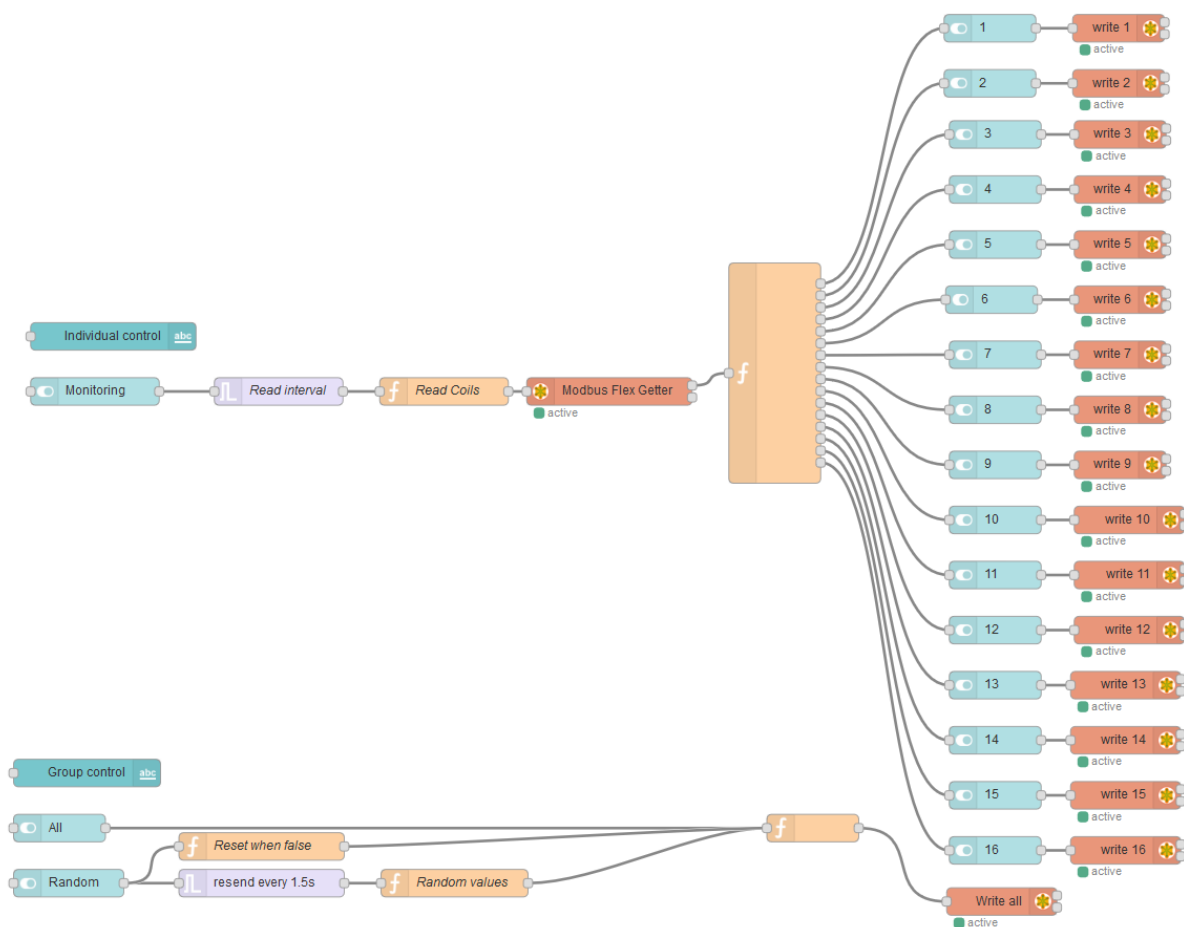 1
write 1
active
2
write 2
active
3
write 3
active
4
write 4
active
5
write 5
active
6
write 6
active
Individual control
abc
7
write 7
active
Monitoring
Read interval
f
Read Coils
Modbus Flex Getter
active
f
8
write 8
active
9
write 9
active
10
write 10
active
11
write 11
active
12
write 12
active
13
write 13
active
14
write 14
active
Group control
abc
15
write 15
active
All
f
Reset when false
f
16
write 16
active
Random
resend every 1.5s
f
Random values
Write all
active